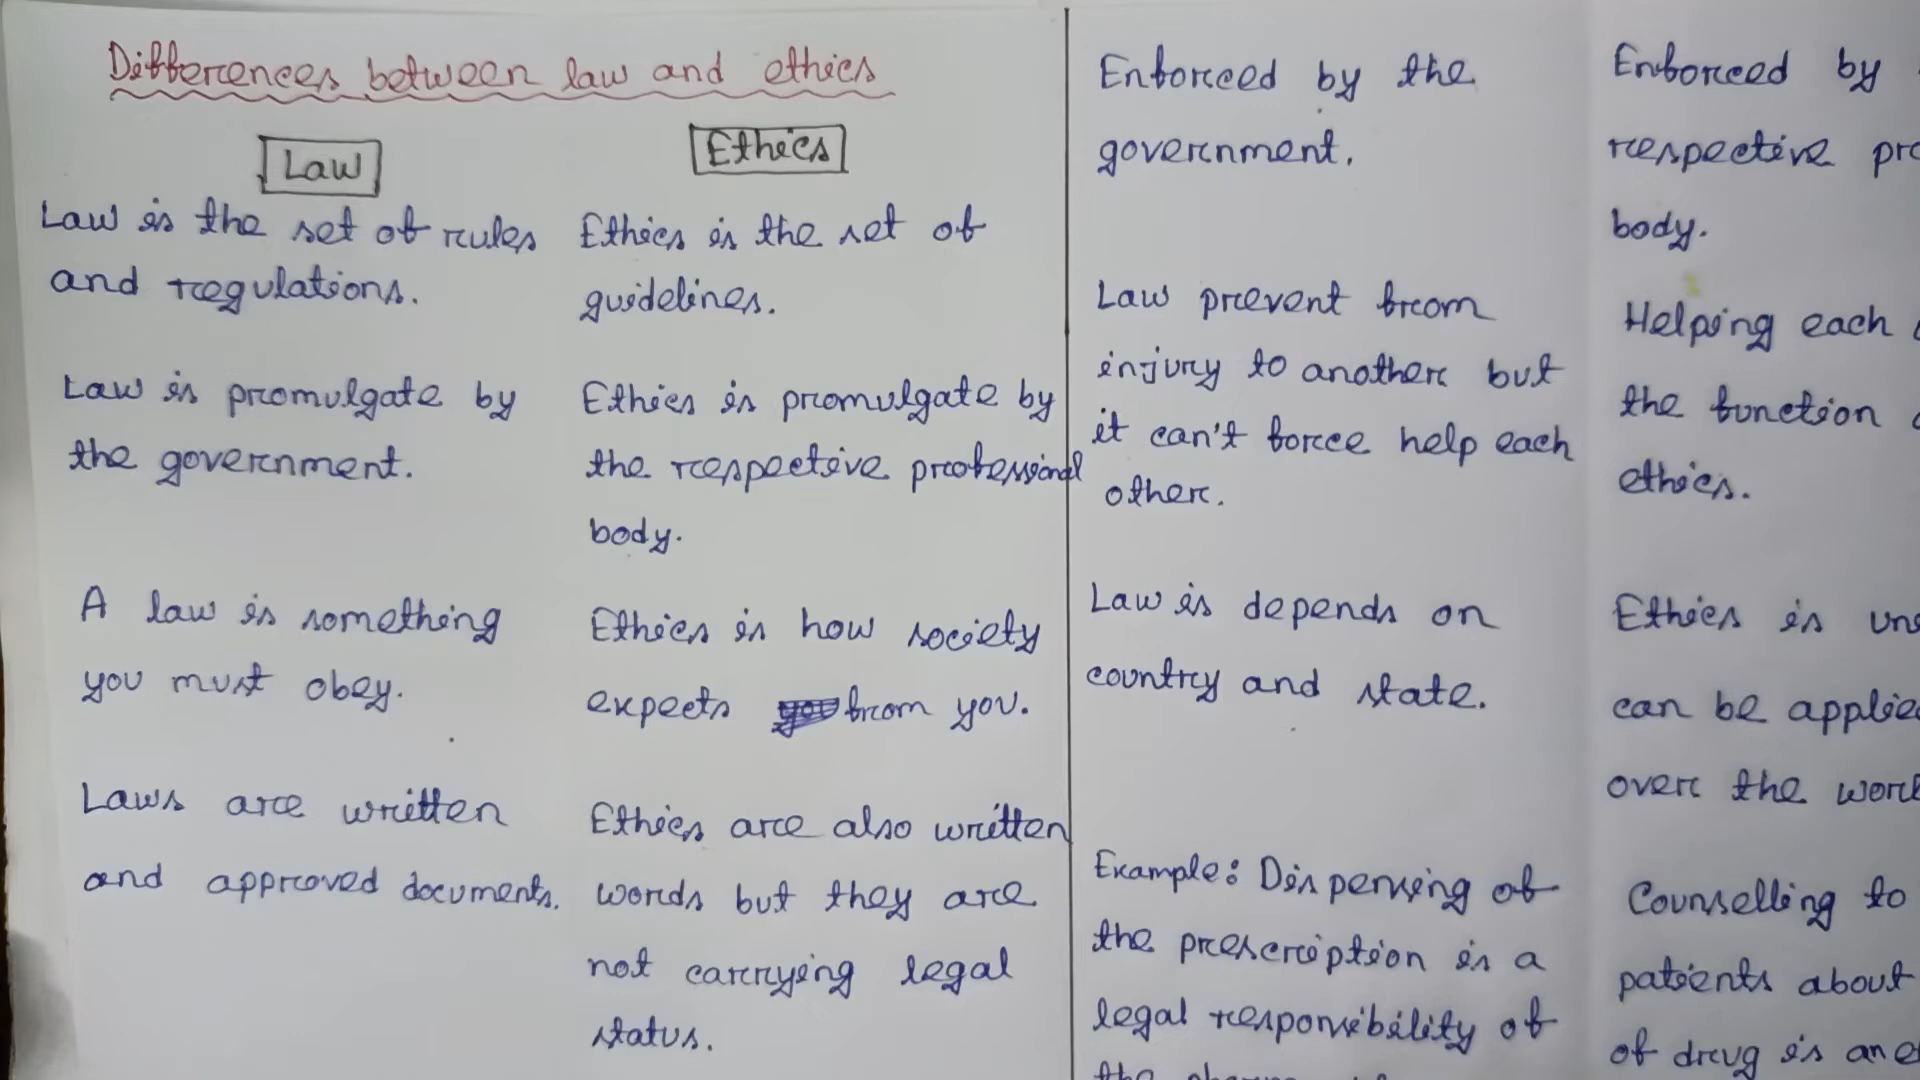 Differences between law and ethics
Law
Law is the set of rules
and regulations.
Law is promulgate by
the government.
A law is something
you must obey.
Laws are written
and approved documents.
Ethics
Ethics is the set of
guidelines.
Ethics is promulgate by
the respective professional
body.
Ethics is how society
expects from you.
Ethics are also written
words but they are
not carrying legal
status.
Enforced by the
government.
Law prevent from
injury to another but
it can't force help each
other.
Law is depends on
country and state.
Example: Dispensing of
the prescription is a
legal responsibility of
the
Enforced by
respective
body.
Helping each
the function
ethics.
Ethics is
can be
over the
Counselling to
patients about
of drug is